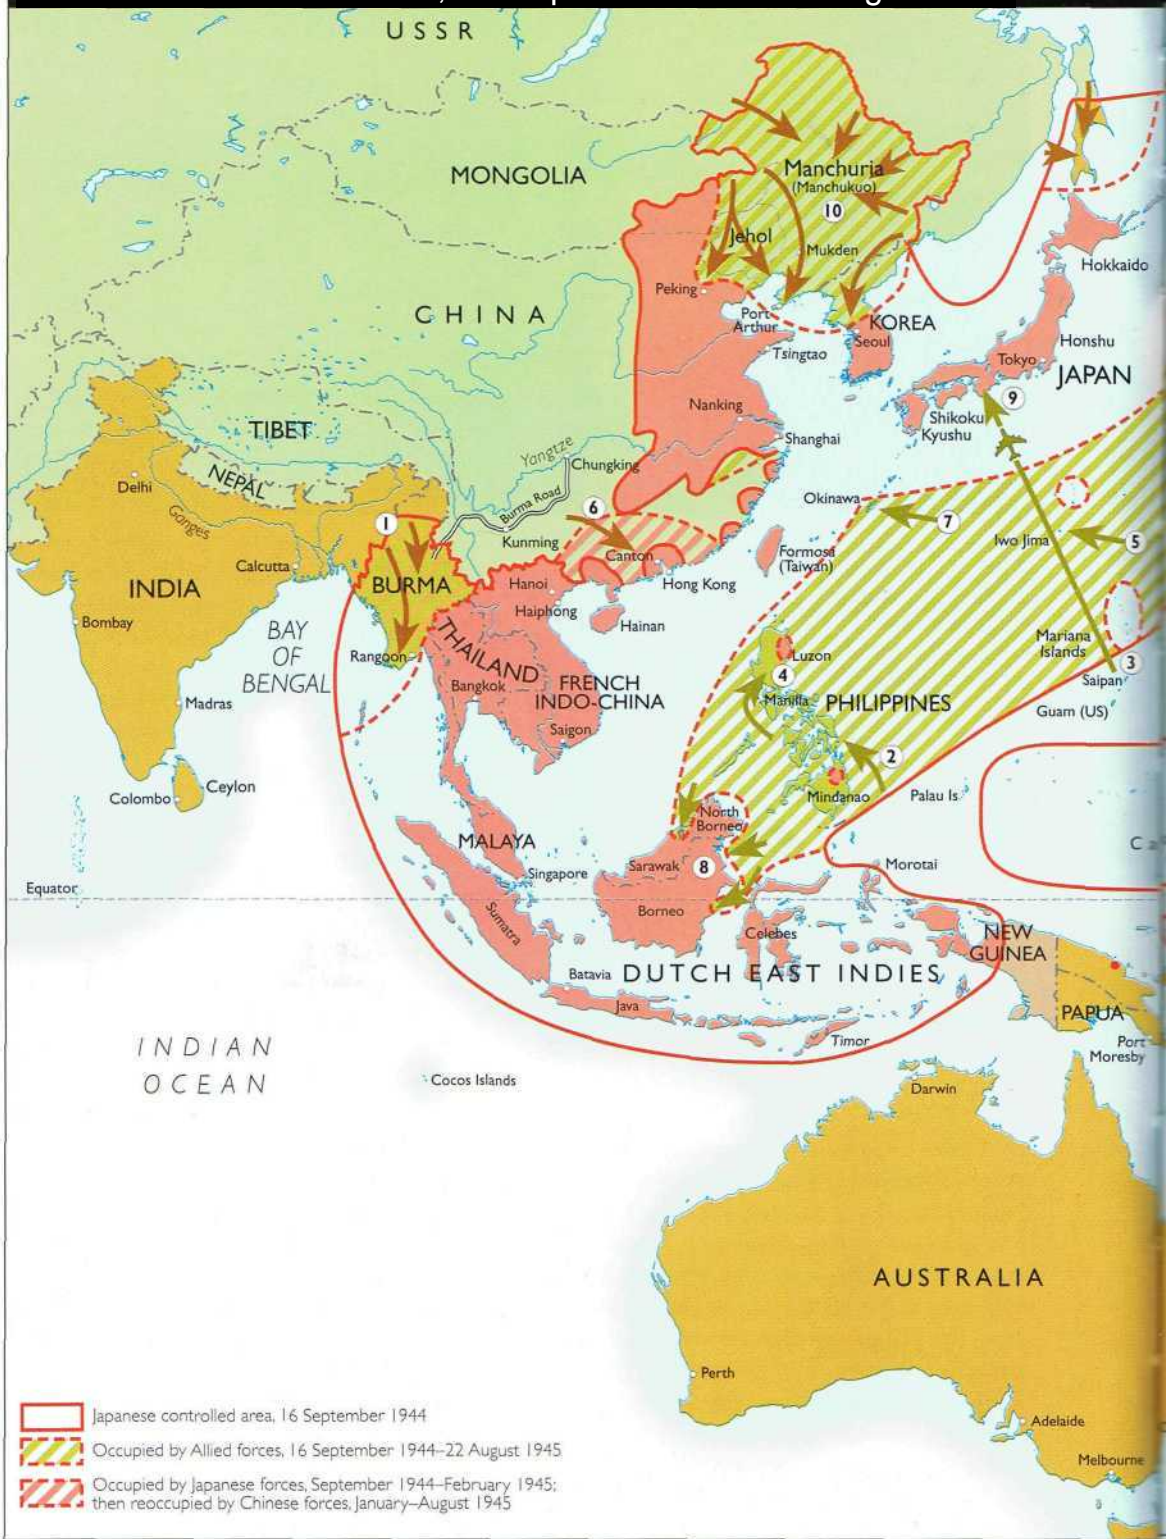 USSR
MONGOLIA
Manchuria
(Manchukuo)
10
Jehol
Mukden
Hokkaido
Peking
CHINA
Port
Arthur
KOREA
Seoul
Tsingtao
Honshu
Tokyo
JAPAN
9
Nanking
Shikoku
Kyushu
TIBET
Shanghai
Yangtze
Chungking
NEPAL
Delhi
Okinawa
Burma Road
6
7
Ganges
1
Kunming
Iwo Jima
5
Canton
Formosa
(Taiwan)
Calcutta
INDIA
BURMA
Hanoi
Hong Kong
Haiphong
Bombay
BAY
OF
BENGAL
Hainan
THAILAND
Mariana
Islands
Rangoon
Luzon
3
4
Saipan
Bangkok
FRENCH
INDO-CHINA
Manilla
PHILIPPINES
Madras
Guam (US)
Saigon
2
Ceylon
Colombo
Mindanao
Palau Is
North
Borneo
MALAYA
Sarawak
8
Morotai
Singapore
Equator
Borneo
Sumatra
Celebes
NEW
GUINEA
Batavia
DUTCH EAST INDIES
Java
PAPUA
Timor
Port
Moresby
INDIAN
OCEAN
Cocos Islands
Darwin
AUSTRALIA
Perth
Adelaide
Melbourne
Japanese controlled area, 16 September 1944
Occupied by Allied forces, 16 September 1944–22 August 1945
Occupied by Japanese forces, September 1944–February 1945;
then reoccupied by Chinese forces, January–August 1945